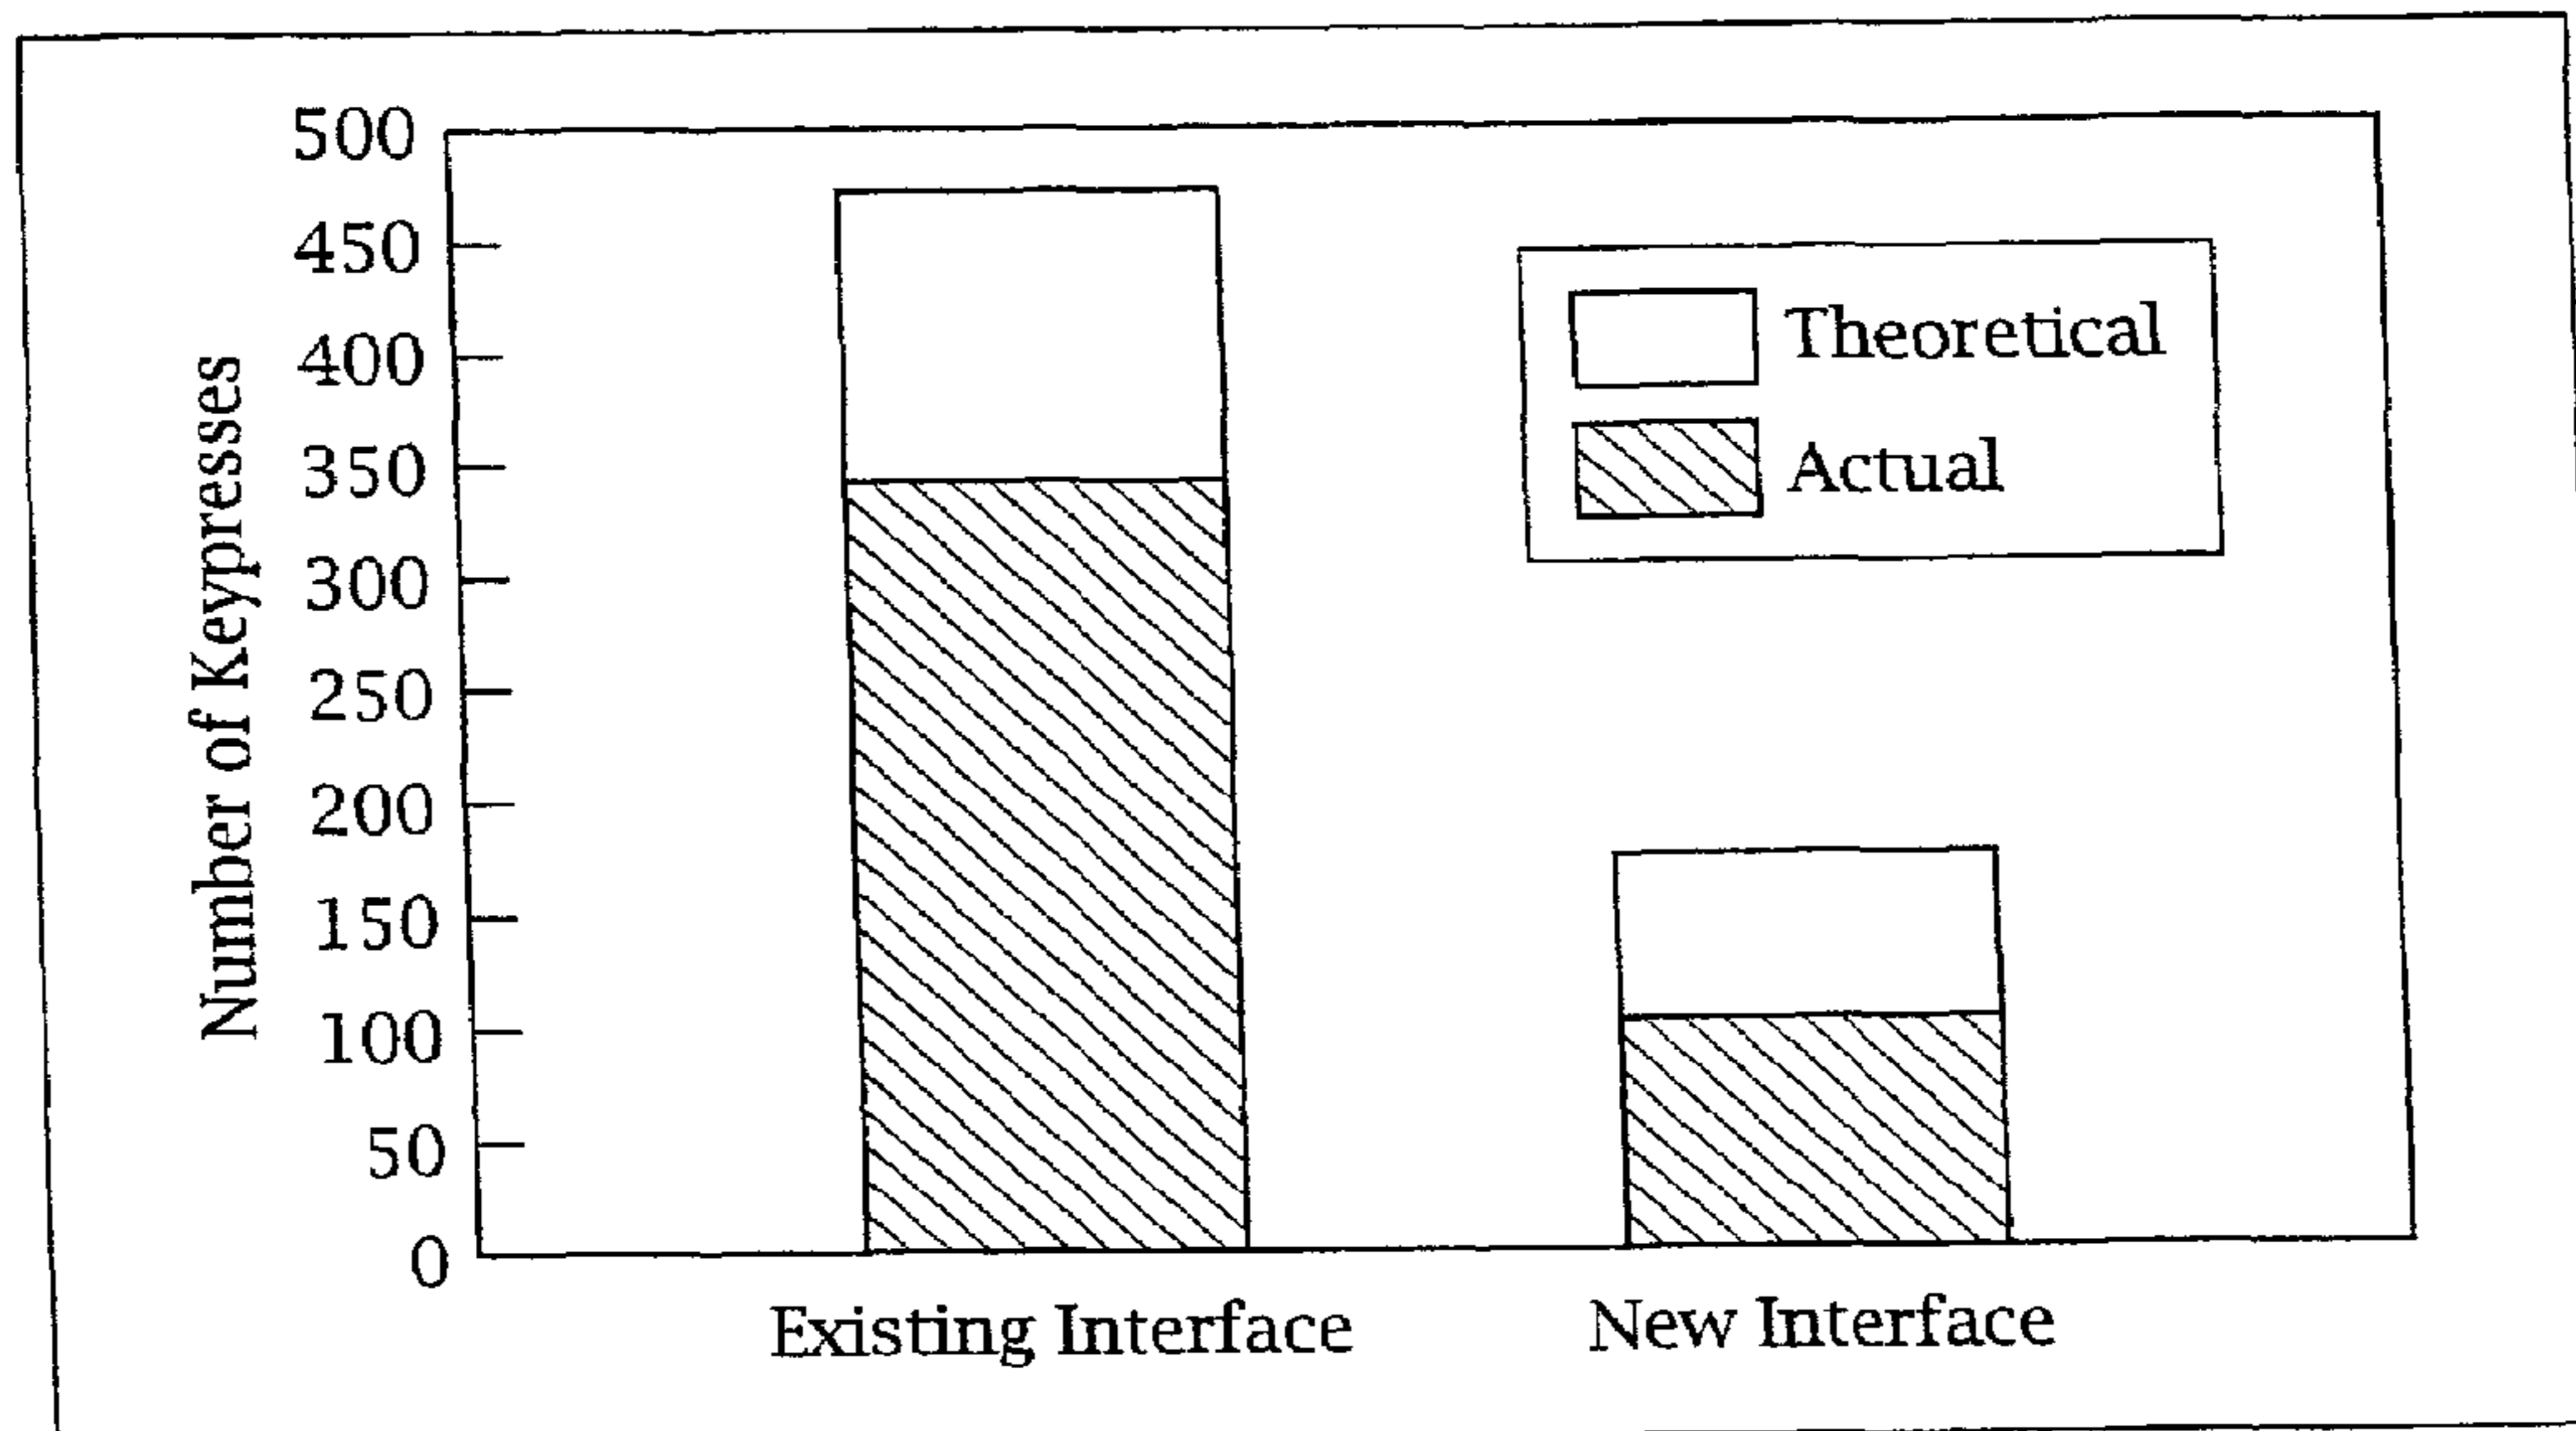 500
450
400
350
300
250
200
150
100
50
0
Number of Keypresses
Theoretical
Actual
Existing Interface
New Interface